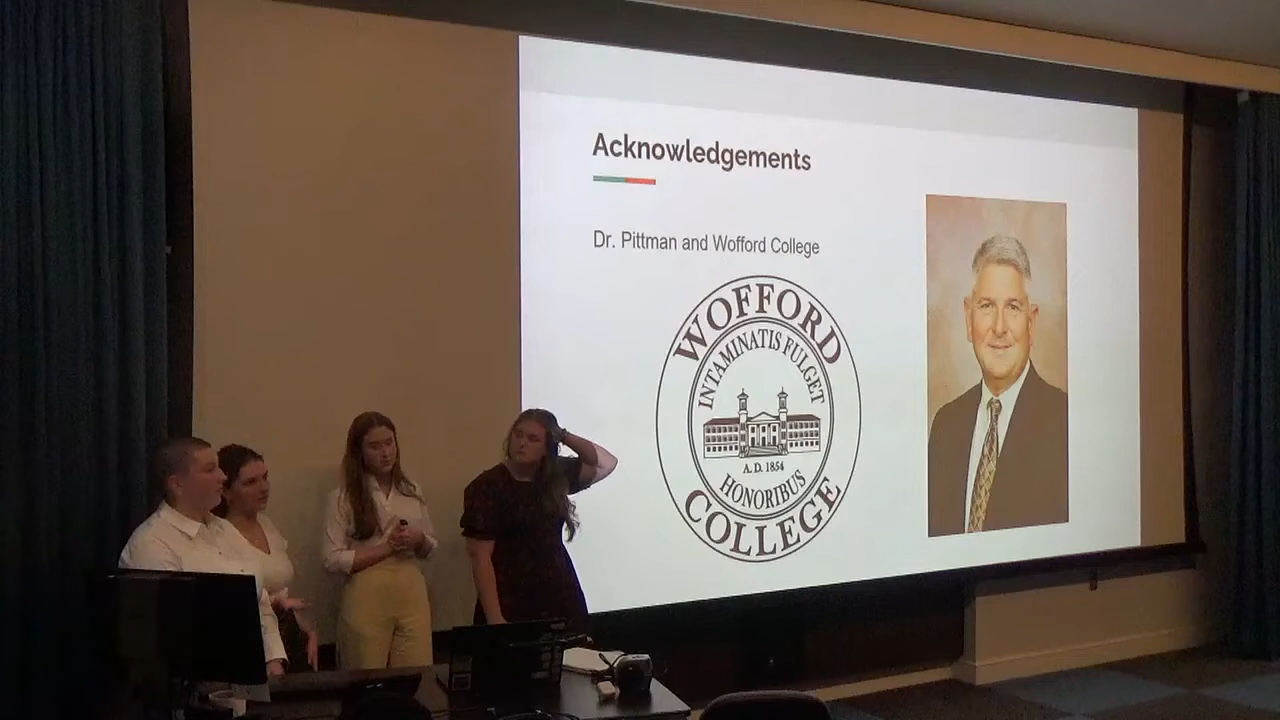 Acknowledgements
Dr. Pittman and Wofford College
WOFFORD
INTAMINATIS FULGET
A. D. 1854
HONORIBUS
COLLEGE